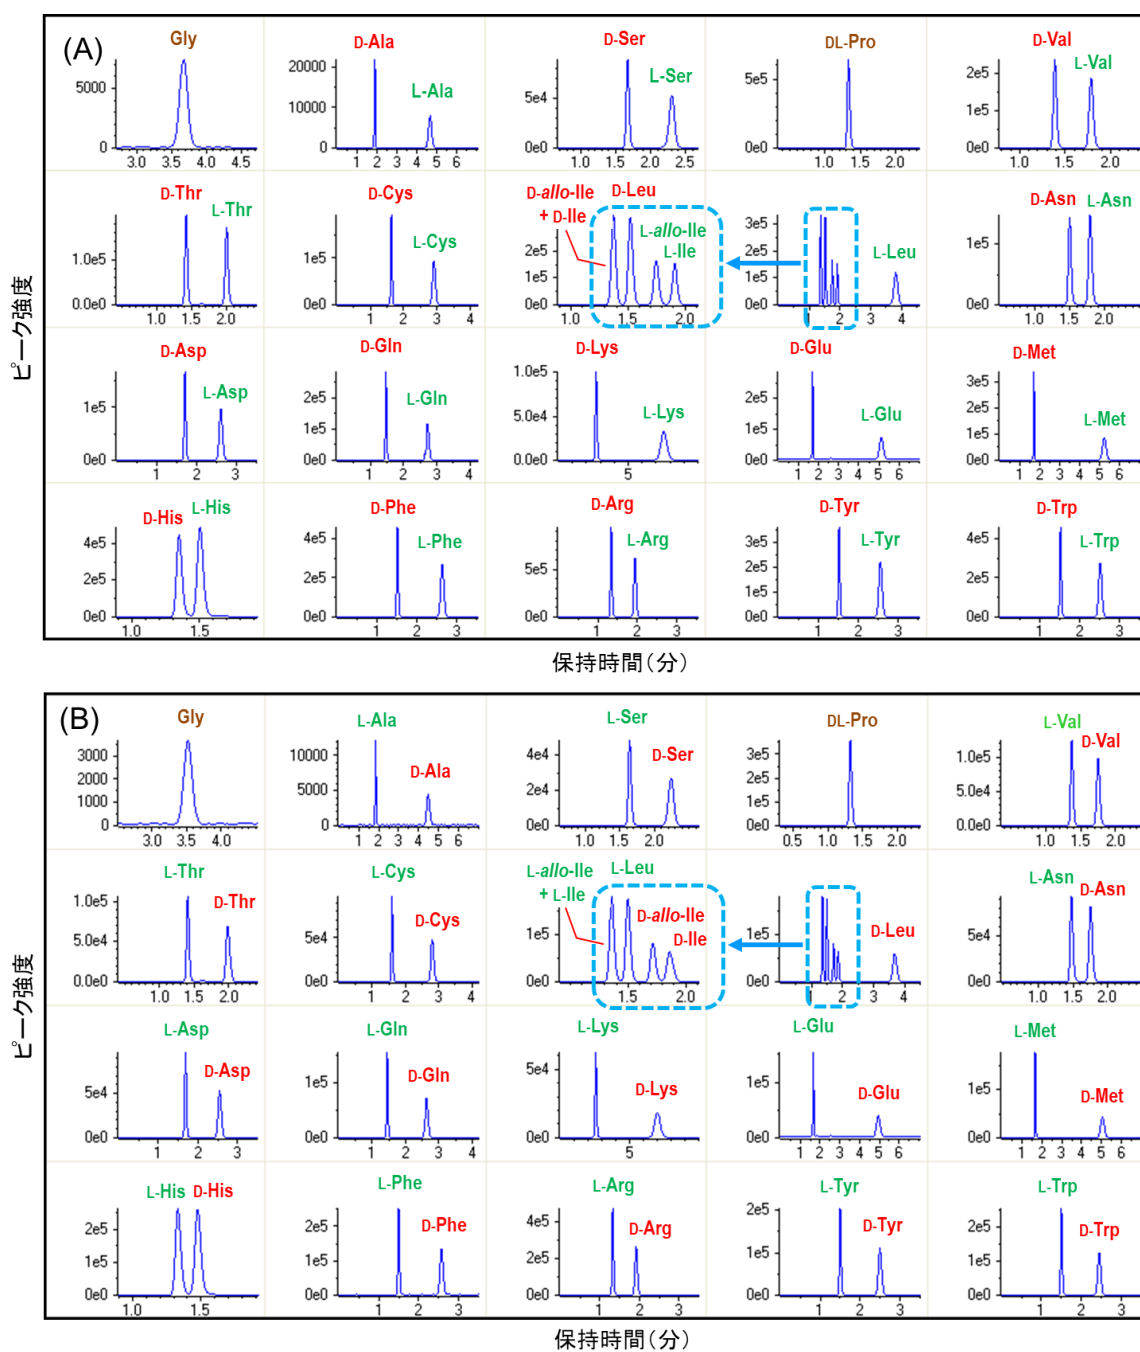 (A)
Gly
D-Ala
D-Ser
DL-Pro
D-Val
L-Ala
L-Ser
L-Val
5000
0
3.0 3.5 4.0 4.5
20000
10000
0
1 2 3 4 5 6
5e4
0e0
1.0 1.5 2.0 2.5
5e5
0e0
1.0 1.5 2.0
2e5
1e5
0e0
1.0 1.5 2.0
D-Thr
L-Thr
D-Cys
L-Cys
D-allo-Ile
+ D-Ile
D-Leu
L-allo-Ile
L-Ile
L-Leu
D-Asn
L-Asn
1.0e5
0.0e0
1.0 1.5 2.0
1e5
0e0
1 2 3 4
2e5
1e5
0e0
1.0 1.5 2.0
3e5
2e5
1e5
0e0
1 2 3 4
5e5
0e0
1.0 1.5 2.0 2.5
D-Asp
L-Asp
D-Gln
L-Gln
D-Lys
L-Lys
D-Glu
L-Glu
D-Met
L-Met
1e5
0e0
1 2 3
2e5
1e5
0e0
1 2 3 4
1.0e5
5.0e4
0.0e0
5
2e5
1e5
0e0
1 2 3 4 5 6
3e5
2e5
1e5
0e0
1 2 3 4 5 6
D-His
L-His
D-Phe
L-Phe
D-Arg
L-Arg
D-Tyr
L-Tyr
D-Trp
L-Trp
4e5
2e5
0e0
1.0 1.5
4e5
2e5
0e0
1 2 3
5e5
0e0
1 2 3
3e5
2e5
1e5
0e0
1 2 3
4e5
2e5
0e0
1 2 3
ピーク強度
保持時間(分)
(B)
Gly
L-Ala
L-Ser
DL-Pro
L-Val
D-Ala
D-Ser
D-Val
3000
2000
1000
0
3.0 3.5 4.0
10000
5000
0
1 2 3 4 5 6
4e4
2e4
0e0
1.0 1.5 2.0
3e5
2e5
1e5
0e0
0.5 1.0 1.5 2.0
1.0e5
5.0e4
0.0e0
1.0 1.5 2.0
L-Thr
D-Thr
L-Cys
D-Cys
L-allo-Ile
+ L-Ile
L-Leu
D-allo-Ile
D-Ile
D-Leu
L-Asn
D-Asn
1.0e5
5.0e4
0.0e0
1.0 1.5 2.0
5e4
0e0
1 2 3 4
1e5
0e0
1.5 2.0
1e5
0e0
1 2 3 4
4e5
2e5
0e0
1.0 1.5 2.0
L-Asp
D-Asp
L-Gln
D-Gln
L-Lys
D-Lys
L-Glu
D-Glu
L-Met
D-Met
5e4
0e0
1 2 3
1e5
0e0
1 2 3 4
5e4
0e0
5
1e5
0e0
1 2 3 4 5 6
1e5
0e0
1 2 3 4 5 6
L-His
D-His
L-Phe
D-Phe
L-Arg
D-Arg
L-Tyr
D-Tyr
L-Trp
D-Trp
2e5
1e5
0e0
1.0 1.5
2e5
1e5
0e0
1 2 3
4e5
2e5
0e0
1 2 3
2e5
1e5
0e0
1 2 3
2e5
1e5
0e0
1 2 3
ピーク強度
保持時間(分)